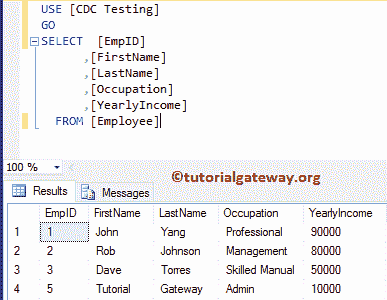 USE [CDC Testing]
GO
SELECT [EmpID]
,[FirstName]
,[LastName]
,[Occupation]
,[YearlyIncome]
FROM [Employee]
100 %
©tutorialgateway.org
Results Messages
EmpID FirstName LastName Occupation YearlyIncome
1 1 John Yang Professional 90000
2 2 Rob Johnson Management 80000
3 3 Dave Torres Skilled Manual 50000
4 5 Tutorial Gateway Admin 10000